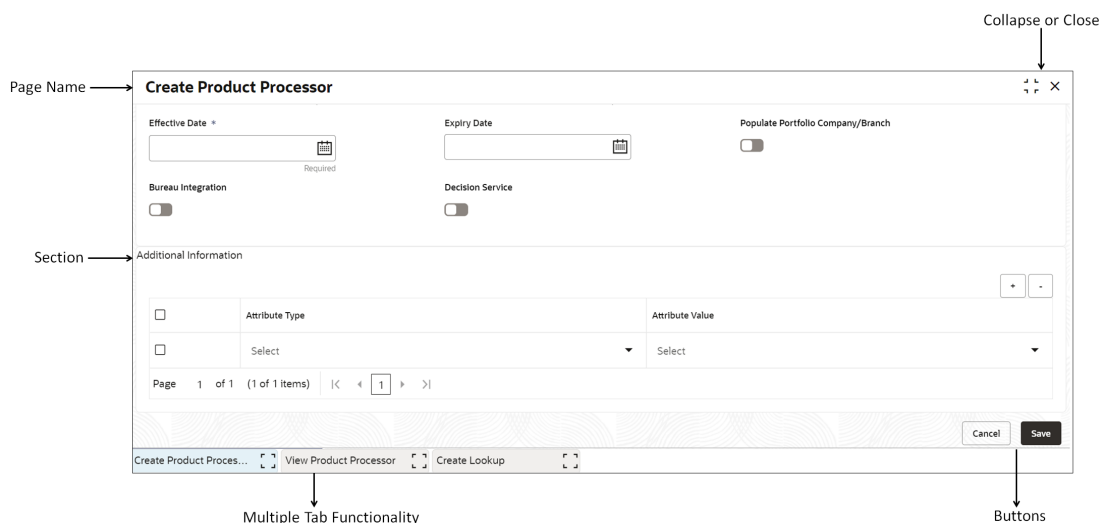 Collapse or Close
Page Name
Create Product Processor
Effective Date *
Expiry Date
Populate Portfolio Company/Branch
Required
Bureau Integration
Decision Service
Section
Additional Information
+ -
Attribute Type
Attribute Value
Select
Select
Page 1 of 1 (1 of 1 items) 1
Cancel Save
Create Product Proces... View Product Processor Create Lookup
Multiple Tab Functionality
Buttons